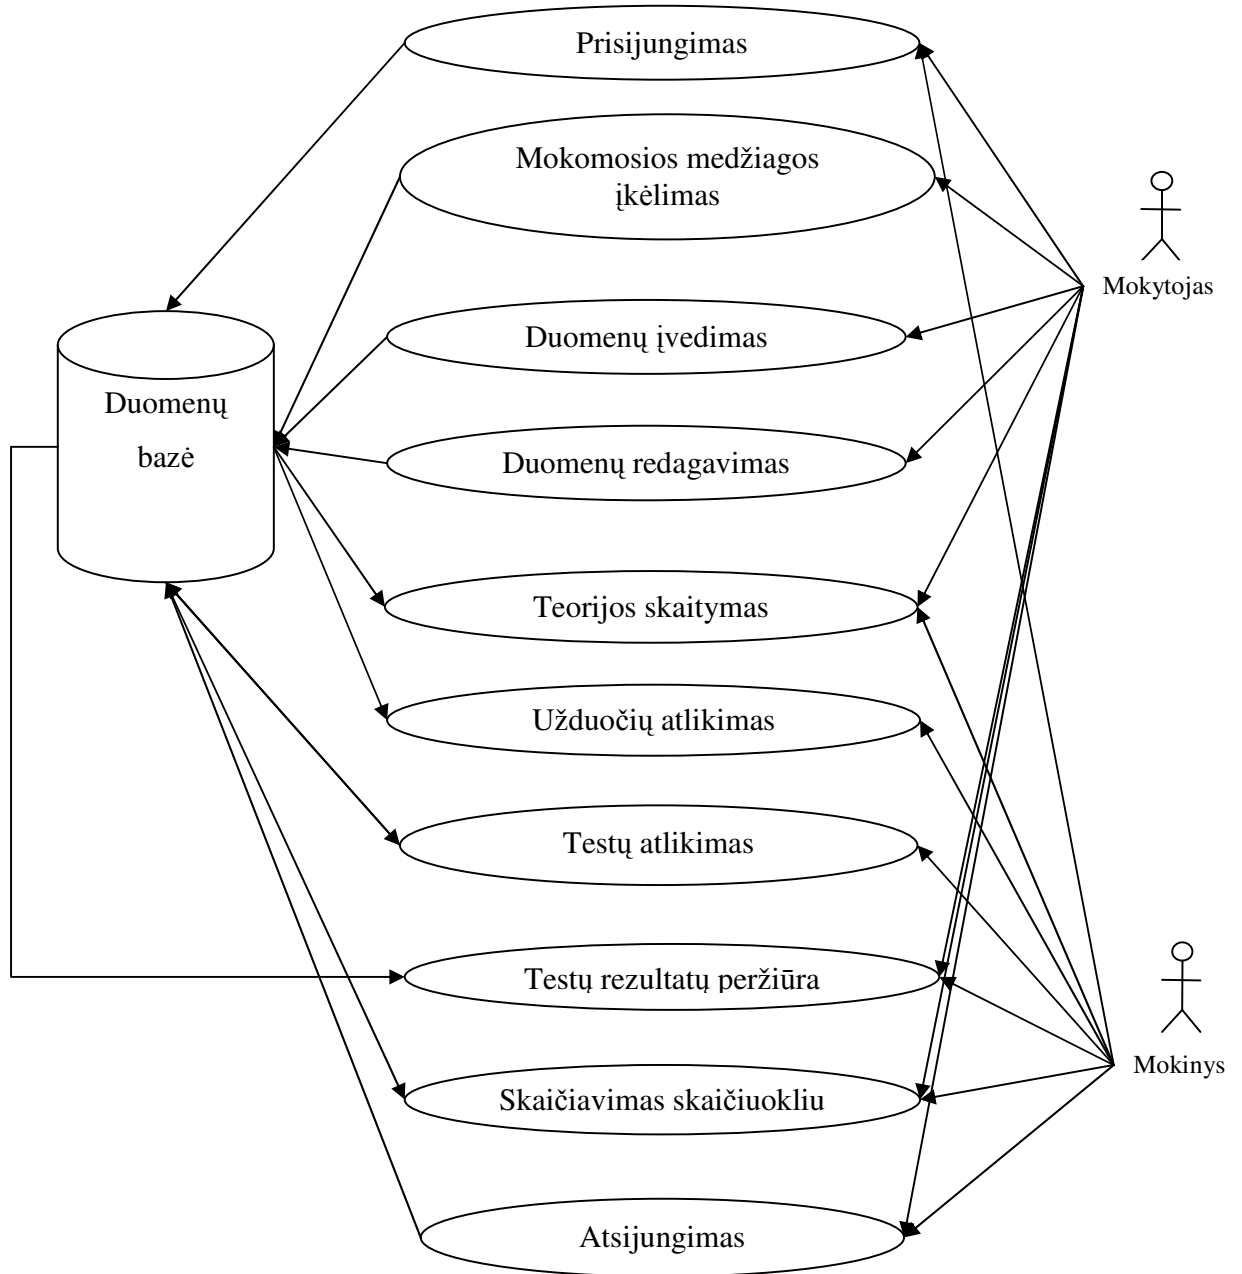 Prisijungimas
Mokomosios medžiagos
įkėlimas
Mokytojas
Duomenų įvedimas
Duomenų
bazė
Duomenų redagavimas
Teorijos skaitymas
Užduočių atlikimas
Testų atlikimas
Testų rezultatų peržiūra
Mokinys
Skaičiavimas skaičiuokliu
Atsijungimas